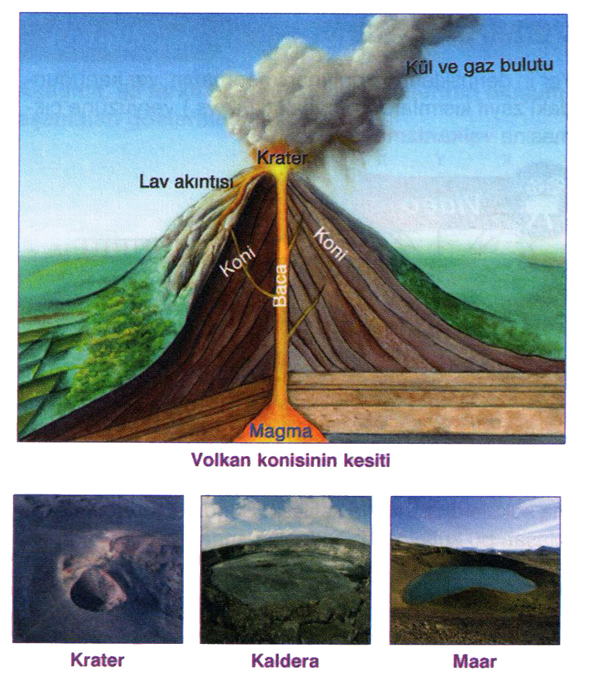 Kül ve gaz bulutu
Krater
Lav akıntısı
Koni
Koni
Baca
Magma
Volkan konisinin kesiti
Krater
Kaldera
Maar